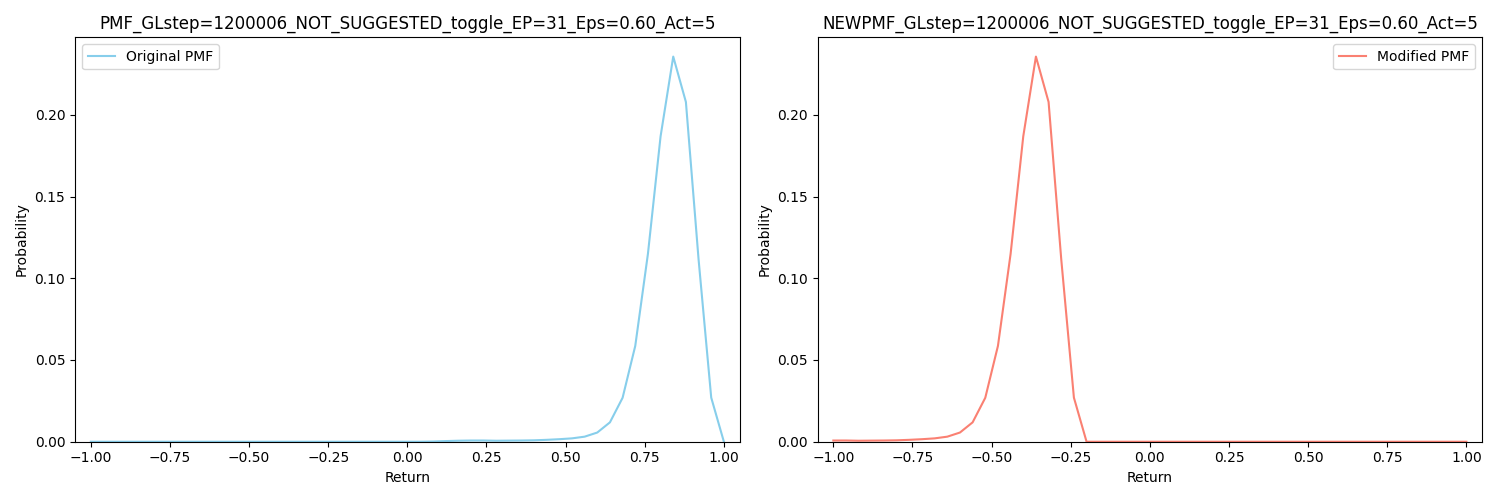 PMF_GLstep=1200006_NOT_SUGGESTED_toggle_EP=31_Eps=0.60_Act=5
Original PMF
Probability
0.20
0.15
0.10
0.05
0.00
−1.00 −0.75 −0.50 −0.25 0.00 0.25 0.50 0.75 1.00
Return
NEWPMF_GLstep=1200006_NOT_SUGGESTED_toggle_EP=31_Eps=0.60_Act=5
Modified PMF
Probability
0.20
0.15
0.10
0.05
0.00
−1.00 −0.75 −0.50 −0.25 0.00 0.25 0.50 0.75 1.00
Return